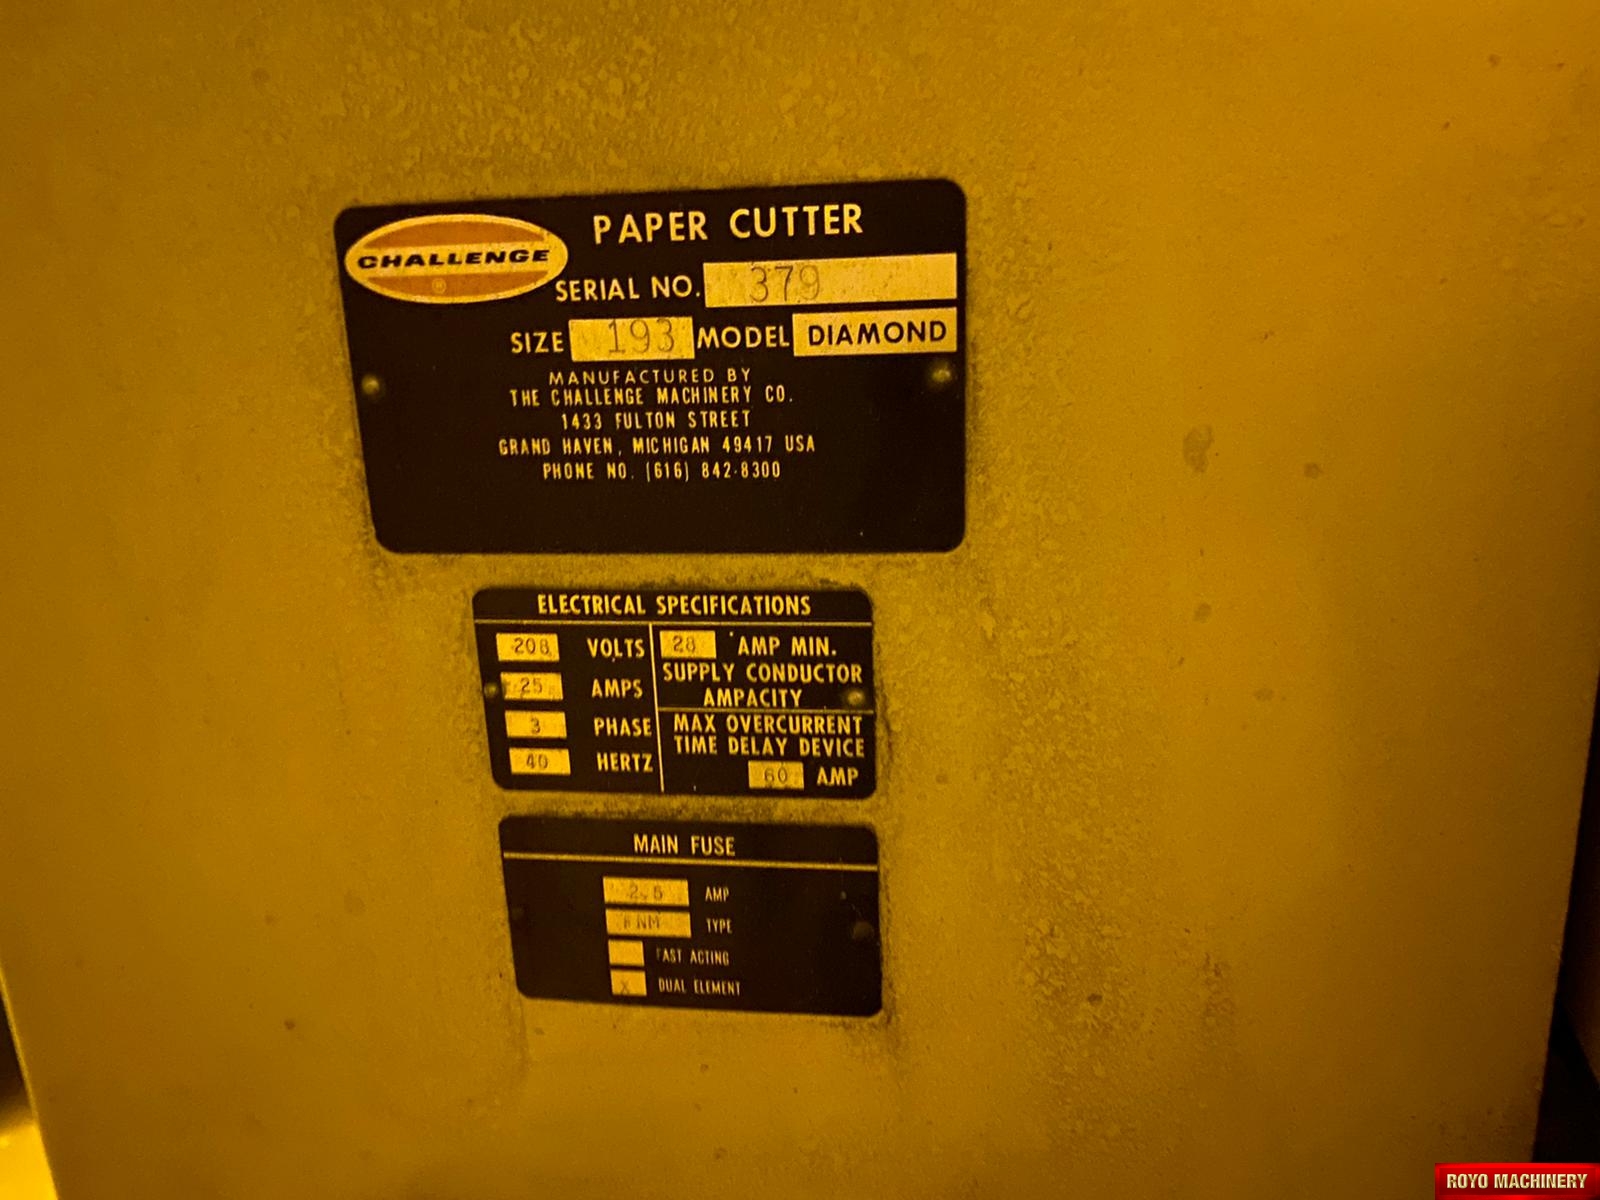 CHALLENGE ®
PAPER CUTTER
SERIAL NO. 379
SIZE 193 MODEL DIAMOND
MANUFACTURED BY
THE CHALLENGE MACHINERY CO.
1433 FULTON STREET
GRAND HAVEN, MICHIGAN 49417 USA
PHONE NO. (616) 842-8300
ELECTRICAL SPECIFICATIONS
208 VOLTS
25 AMPS
3 PHASE
40 HERTZ
28 AMP MIN.
SUPPLY CONDUCTOR
AMPACITY
MAX OVERCURRENT
TIME DELAY DEVICE
60 AMP
MAIN FUSE
AMP
TYPE
FAST ACTING
X DUAL ELEMENT
ROYO MACHINERY